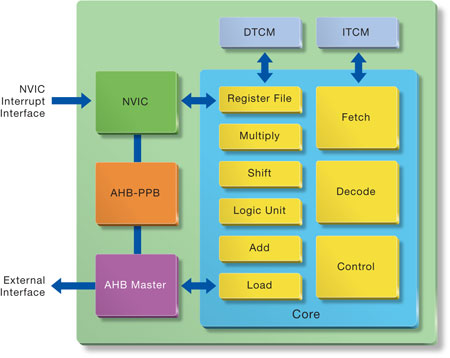 DTCM
ITCM
NVIC
Interrupt
Interface
NVIC
Register File
Fetch
Multiply
Shift
AHB-PPB
Decode
Logic Unit
Add
Control
External
Interface
AHB Master
Load
Core